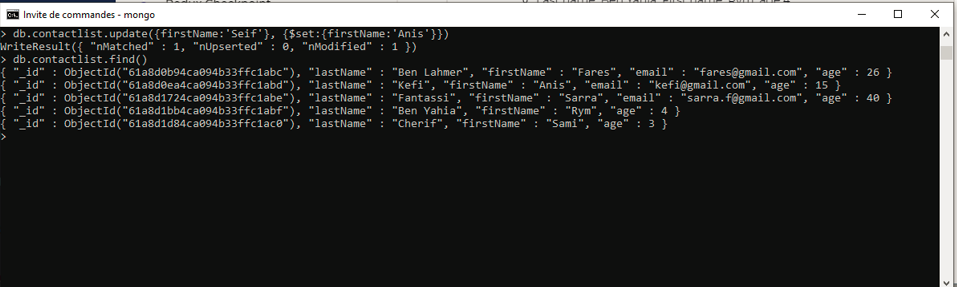 Invite de commandes - mongo
> db.contactlist.update({firstName:'Seif'}, {$set:{firstName:'Anis'}})
WriteResult({ "nMatched" : 1, "nUpserted" : 0, "nModified" : 1 })
> db.contactlist.find()
{ "_id" : ObjectId("61a8d0b94ca094b33ffc1abc"), "lastName" : "Ben Lahmer", "firstName" : "Fares", "email" : "fares@gmail.com", "age" : 26 }
{ "_id" : ObjectId("61a8d0ea4ca094b33ffc1abd"), "lastName" : "Kefi", "firstName" : "Anis", "email" : "kefi@gmail.com", "age" : 15 }
{ "_id" : ObjectId("61a8d1724ca094b33ffc1abe"), "lastName" : "Fantassi", "firstName" : "Sarra", "email" : "sarra.f@gmail.com", "age" : 40 }
{ "_id" : ObjectId("61a8d1bb4ca094b33ffc1abf"), "lastName" : "Ben Yahia", "firstName" : "Rym", "age" : 4 }
{ "_id" : ObjectId("61a8d1d84ca094b33ffc1ac0"), "lastName" : "Cherif", "firstName" : "Sami", "age" : 3 }
>